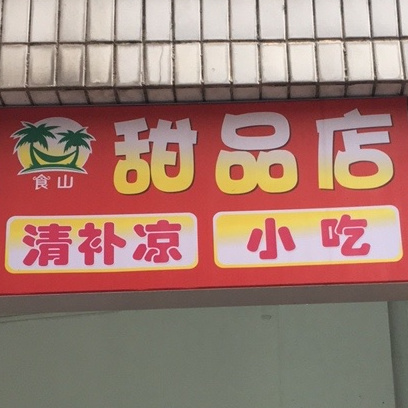 甜品店
食山
清补凉 小吃